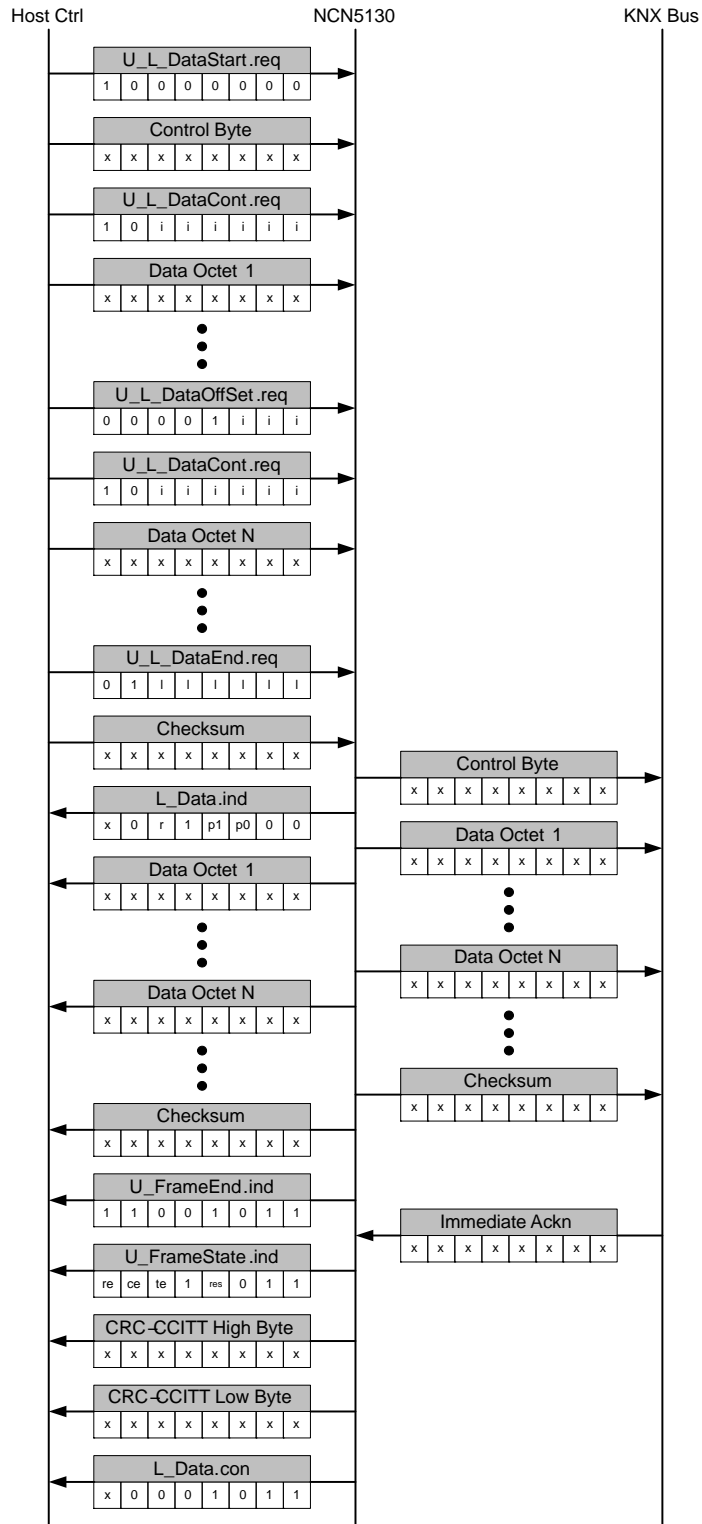 Host Ctrl NCN5130 KNX Bus
U_L_DataStart.req
1 0 0 0 0 0 0 0
Control Byte
x x x x x x x x
U_L_DataCont.req
1 0 i i i i i i
Data Octet 1
x x x x x x x x
U_L_DataOffSet.req
0 0 0 0 1 i i i
U_L_DataCont.req
1 0 i i i i i i
Data Octet N
x x x x x x x x
U_L_DataEnd.req
0 1 l l l l l l
Checksum
x x x x x x x x
Control Byte
x x x x x x x x
L_Data.ind
x 0 r 1 p1 p0 0 0
Data Octet 1
x x x x x x x x
Data Octet 1
x x x x x x x x
Data Octet N
x x x x x x x x
Data Octet N
x x x x x x x x
Checksum
x x x x x x x x
Checksum
x x x x x x x x
U_FrameEnd.ind
1 1 0 0 1 0 1 1
Immediate Ackn
x x x x x x x x
U_FrameState.ind
re ce te 1 res 0 1 1
CRC-CCITT High Byte
x x x x x x x x
CRC-CCITT Low Byte
x x x x x x x x
L_Data.con
x 0 0 0 1 0 1 1